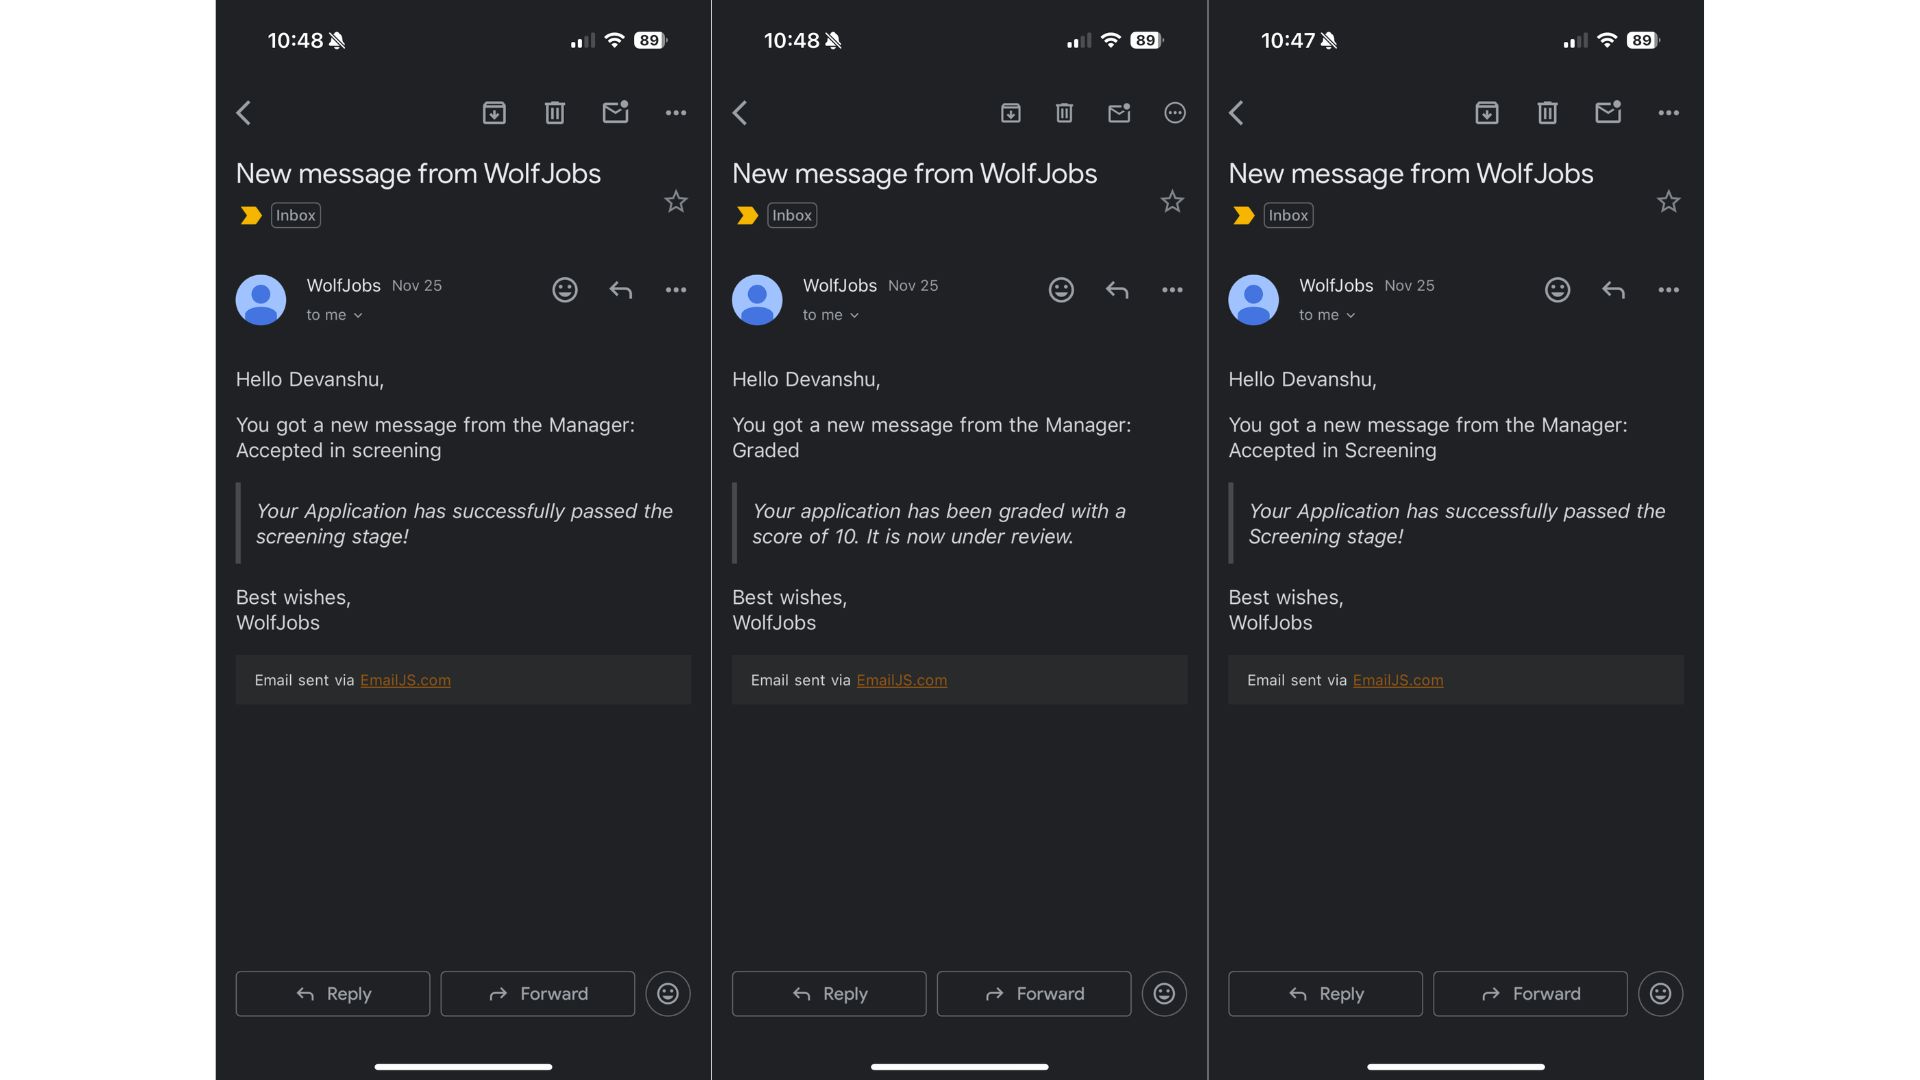 10:48
89
New message from WolfJobs
Inbox
WolfJobs Nov 25
to me
Hello Devanshu,
You got a new message from the Manager:
Accepted in screening
Your Application has successfully passed the
screening stage!
Best wishes,
WolfJobs
Email sent via EmailJS.com
Reply
Forward
10:48
89
New message from WolfJobs
Inbox
WolfJobs Nov 25
to me
Hello Devanshu,
You got a new message from the Manager:
Graded
Your application has been graded with a
score of 10. It is now under review.
Best wishes,
WolfJobs
Email sent via EmailJS.com
Reply
Forward
10:47
89
New message from WolfJobs
Inbox
WolfJobs Nov 25
to me
Hello Devanshu,
You got a new message from the Manager:
Accepted in Screening
Your Application has successfully passed the
Screening stage!
Best wishes,
WolfJobs
Email sent via EmailJS.com
Reply
Forward